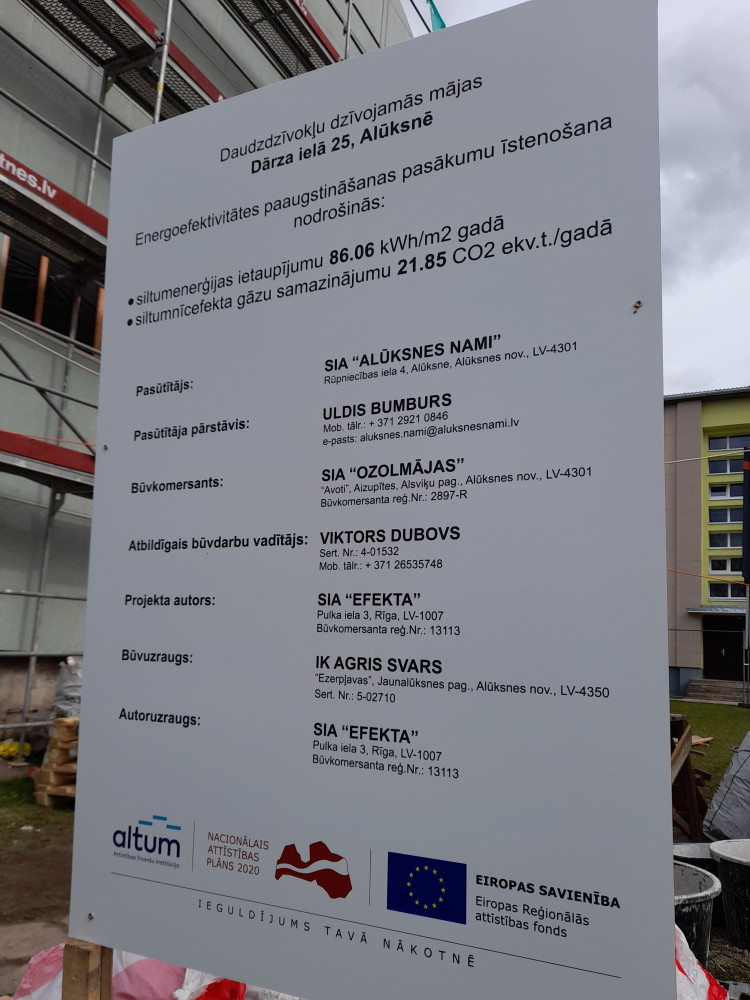 tnes.lv
Daudzdzīvokļu dzīvojamās mājas
Dārza ielā 25, Alūksnē
Energoefektivitātes paaugstināšanas pasākumu īstenošana
nodrošinās:
•siltumenerģijas ietaupījumu 86.06 kWh/m2 gadā
•siltumnīcefekta gāzu samazinājumu 21.85 CO2 ekv.t./gadā
Pasūtītājs:
SIA “ALŪKSNES NAMI”
Rūpniecības iela 4, Alūksne, Alūksnes nov., LV-4301
Pasūtītāja pārstāvis:
ULDIS BUMBURS
Mob. tālr.: + 371 2921 0846
e-pasts: aluksnes.nami@aluksnesnami.lv
Būvkomersants:
SIA “OZOLMĀJAS”
“Avoti”, Aizupītes, Alsviķu pag., Alūksnes nov., LV-4301
Būvkomersanta reģ.Nr.: 2897-R
Atbildīgais būvdarbu vadītājs:
VIKTORS DUBOVS
Sert. Nr.: 4-01532
Mob. tālr.: + 371 26535748
Projekta autors:
SIA “EFEKTA”
Pulka iela 3, Rīga, LV-1007
Būvkomersanta reģ.Nr.: 13113
Būvuzraugs:
IK AGRIS SVARS
“Ezerpļavas”, Jaunalūksnes pag., Alūksnes nov., LV-4350
Sert. Nr.: 5-02710
Autoruzraugs:
SIA “EFEKTA”
Pulka iela 3, Rīga, LV-1007
Būvkomersanta reģ.Nr.: 13113
altum
Attīstības finanšu institūcija
NACIONĀLAIS
ATTĪSTĪBAS
PLĀNS 2020
EIROPAS SAVIENĪBA
Eiropas Reģionālās
attīstības fonds
IEGULDĪJUMS TAVĀ NĀKOTNĒ